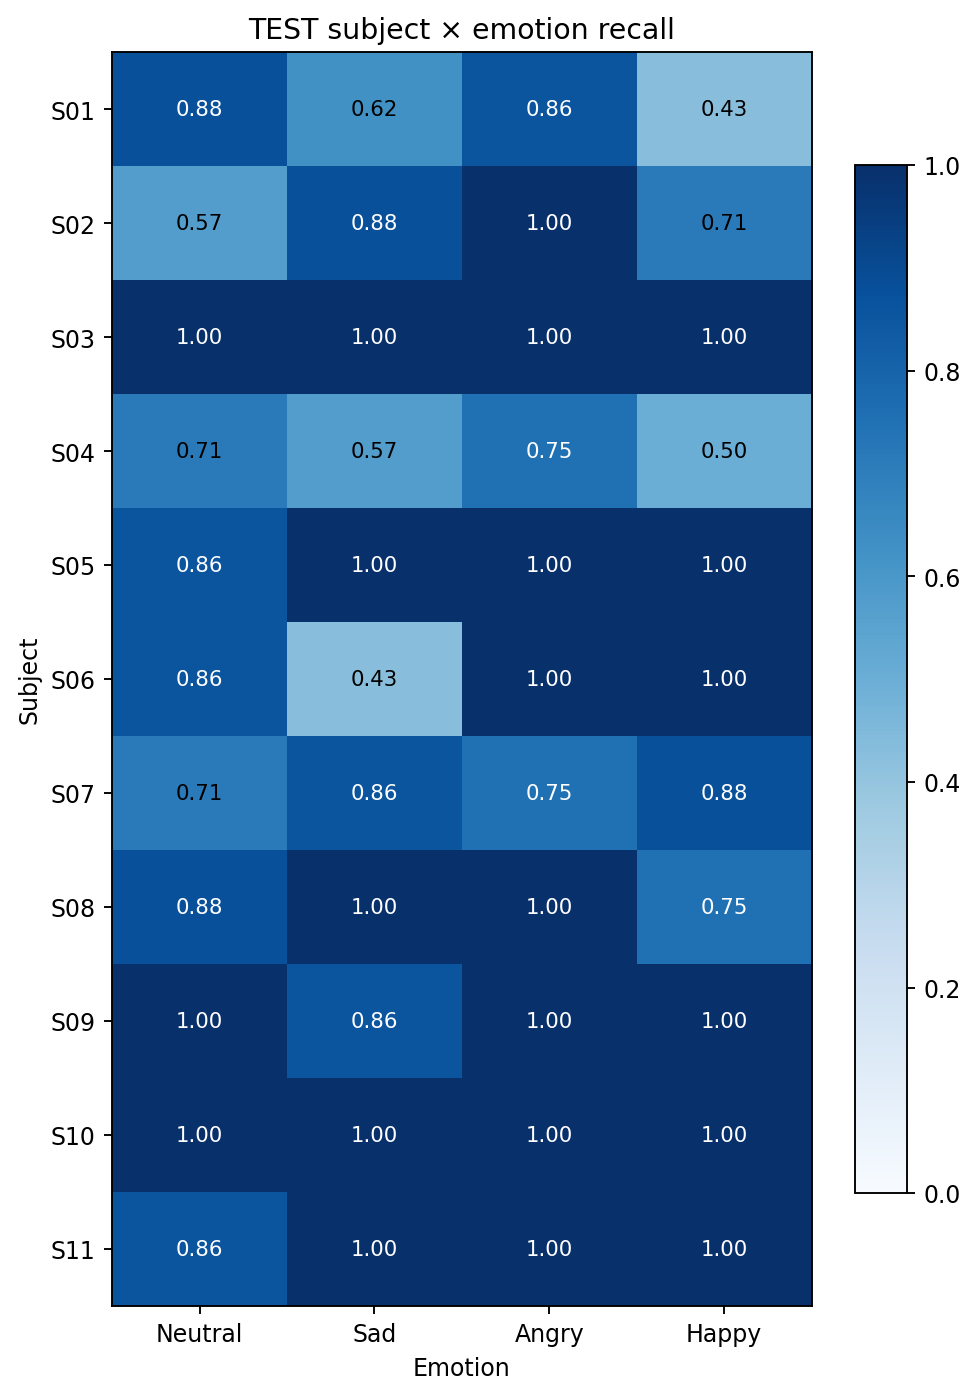 TEST subject × emotion recall
S01 0.88 0.62 0.86 0.43
S02 0.57 0.88 1.00 0.71
S03 1.00 1.00 1.00 1.00
S04 0.71 0.57 0.75 0.50
S05 0.86 1.00 1.00 1.00
S06 0.86 0.43 1.00 1.00
S07 0.71 0.86 0.75 0.88
S08 0.88 1.00 1.00 0.75
S09 1.00 0.86 1.00 1.00
S10 1.00 1.00 1.00 1.00
S11 0.86 1.00 1.00 1.00
Neutral Sad Angry Happy
Emotion
Subject
1.0
0.8
0.6
0.4
0.2
0.0